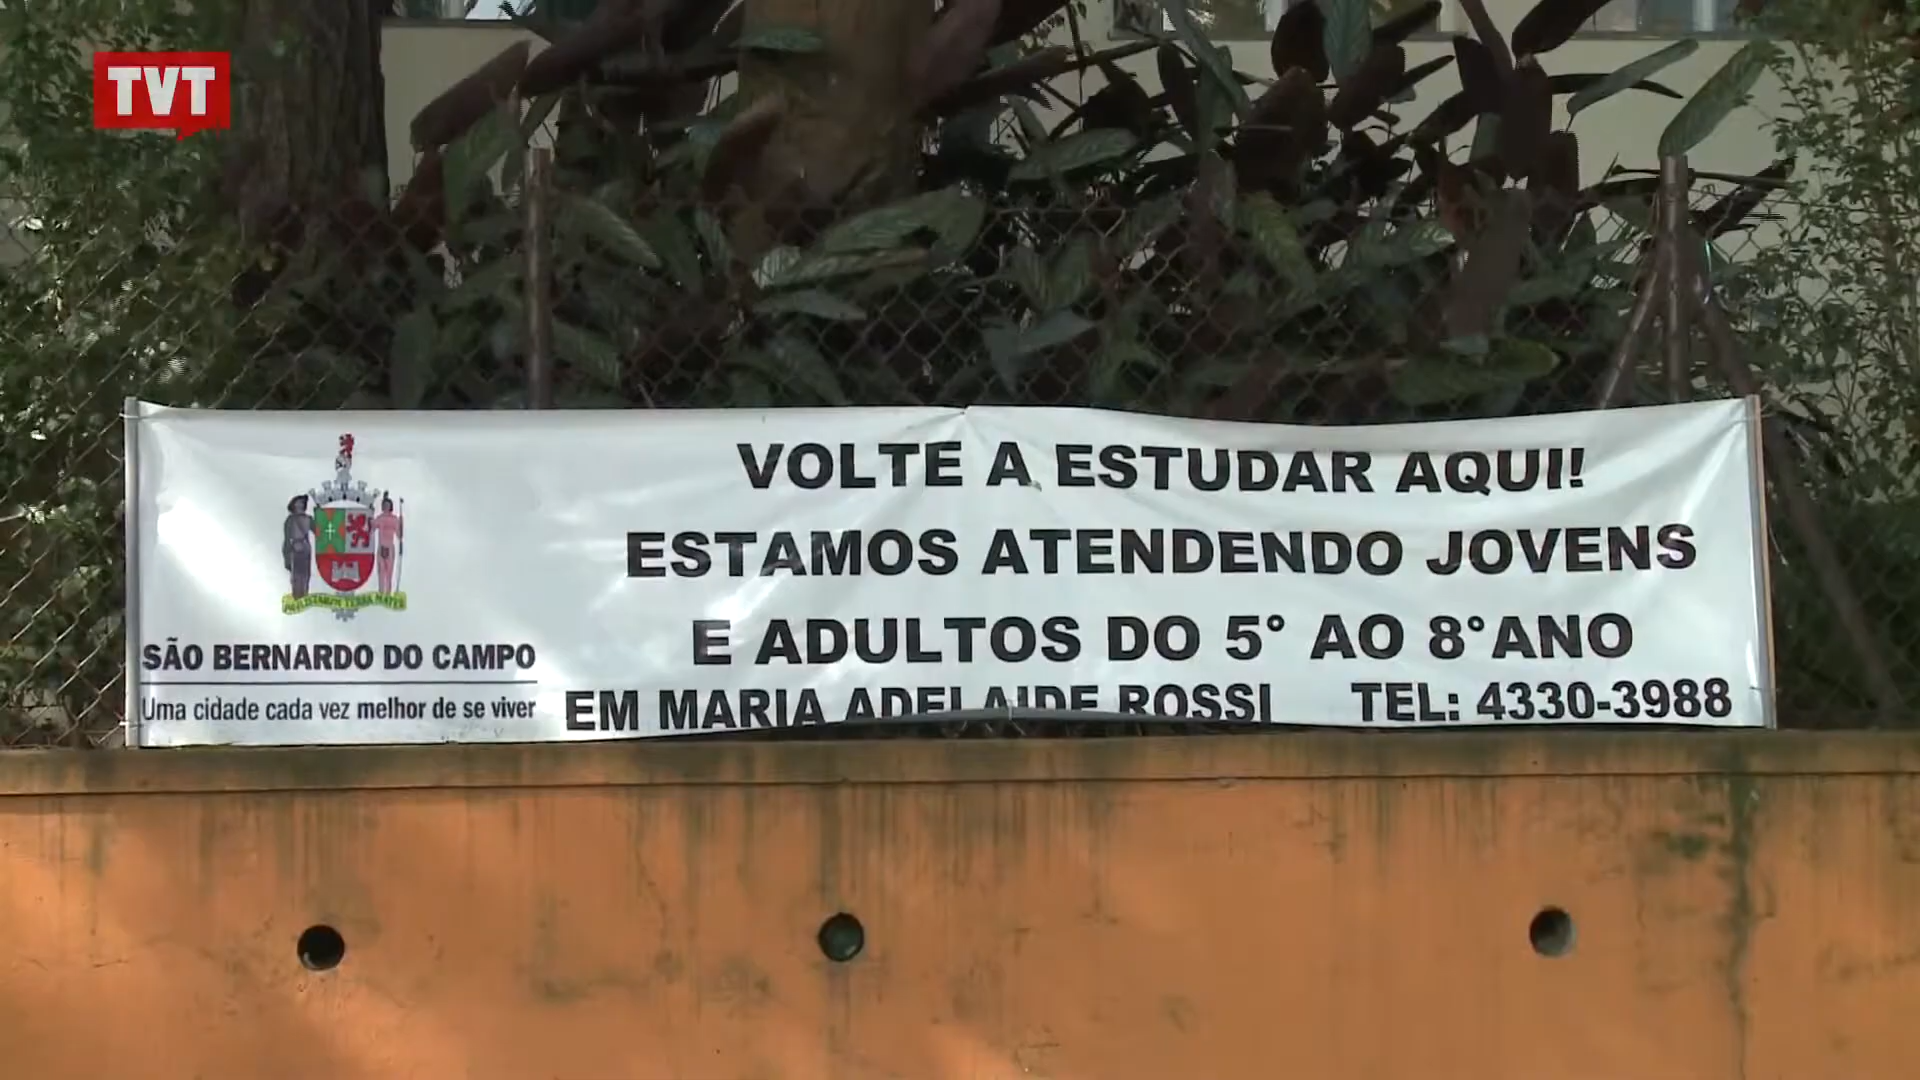 TVT
VOLTE A ESTUDAR AQUI!
ESTAMOS ATENDENDO JOVENS
E ADULTOS DO 5° AO 8° ANO
EM MARIA ADELAIDE ROSSI TEL: 4330-3988
SÃO BERNARDO DO CAMPO
Uma cidade cada vez melhor de se viver